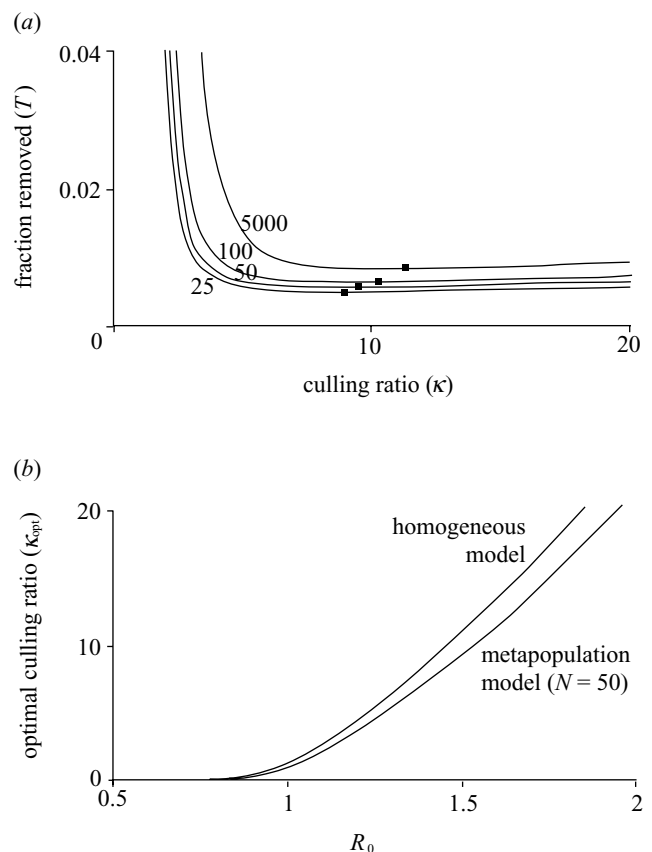 (a)
0.04
fraction removed (T)
0.02
0
5000
100
50
25
10
20
culling ratio (κ)
(b)
20
optimal culling ratio (κopt)
10
0
homogeneous
model
metapopulation
model (N = 50)
0.5
1
1.5
2
R0